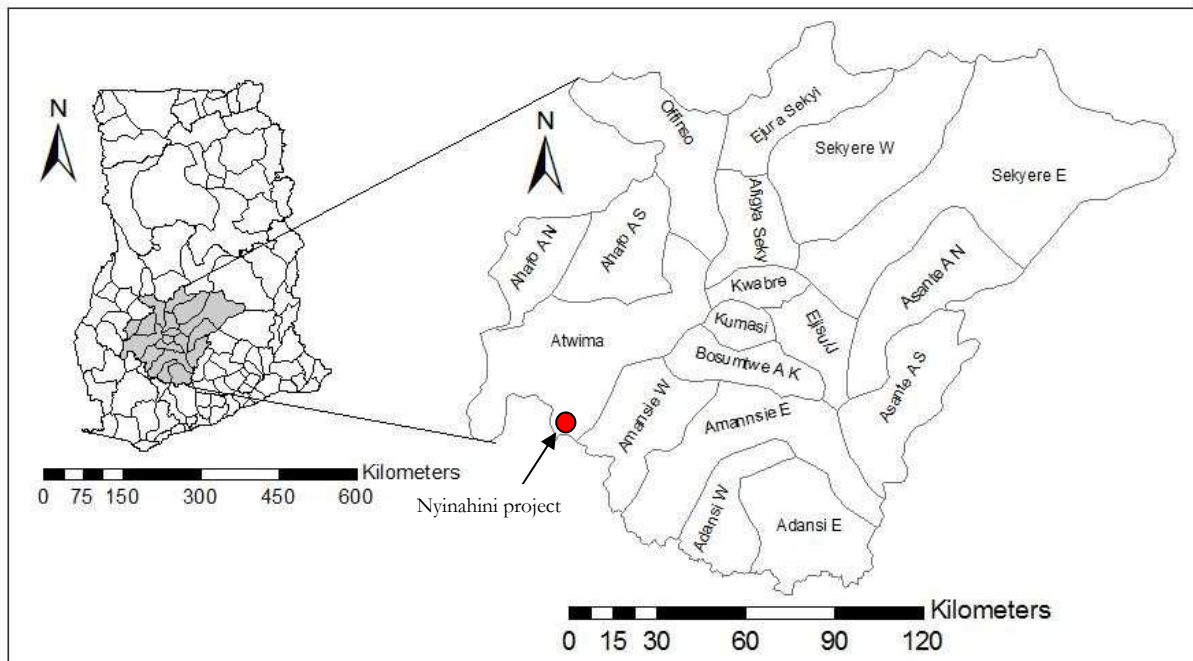 N
Kilometers
0 75 150 300 450 600
N
Offinso
Ejura Sekyi
Sekyere W
Sekyere E
Afigya Seky
Ahafo A N
Ahafo A S
Asante A N
Kwabre
Kumasi
Ejisu/J
Atwima
Bosumtwe A K
Asante A S
Amansie W
Amannsie E
Nyinahini project
Adansi W
Adansi E
Kilometers
0 15 30 60 90 120